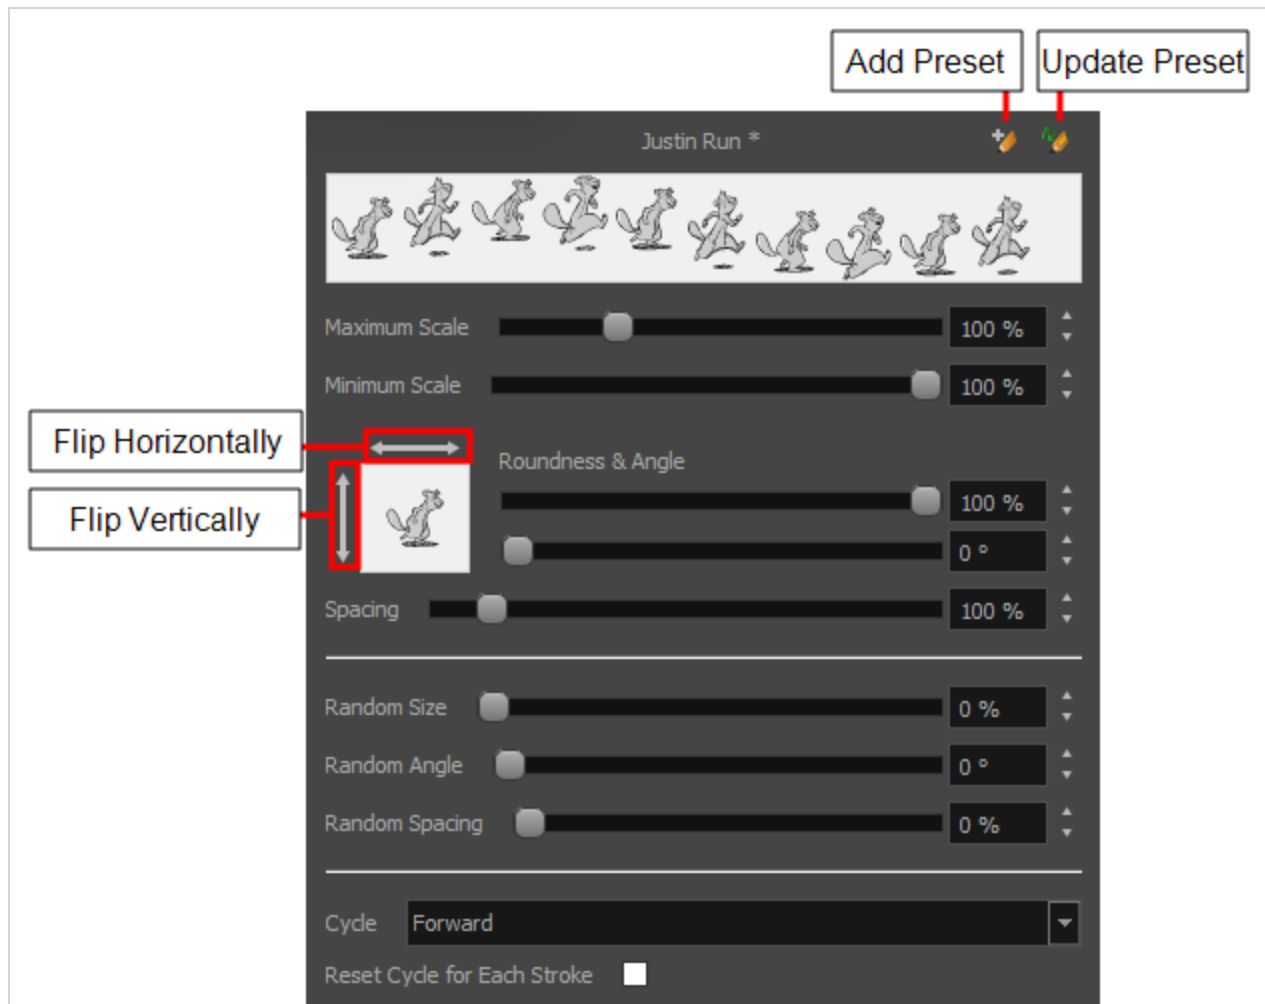 Add Preset
Update Preset
Justin Run *
Maximum Scale 100 %
Minimum Scale 100 %
Flip Horizontally
Roundness & Angle
100 %
Flip Vertically
0 °
Spacing 100 %
Random Size 0 %
Random Angle 0 °
Random Spacing 0 %
Cycle Forward
Reset Cycle for Each Stroke